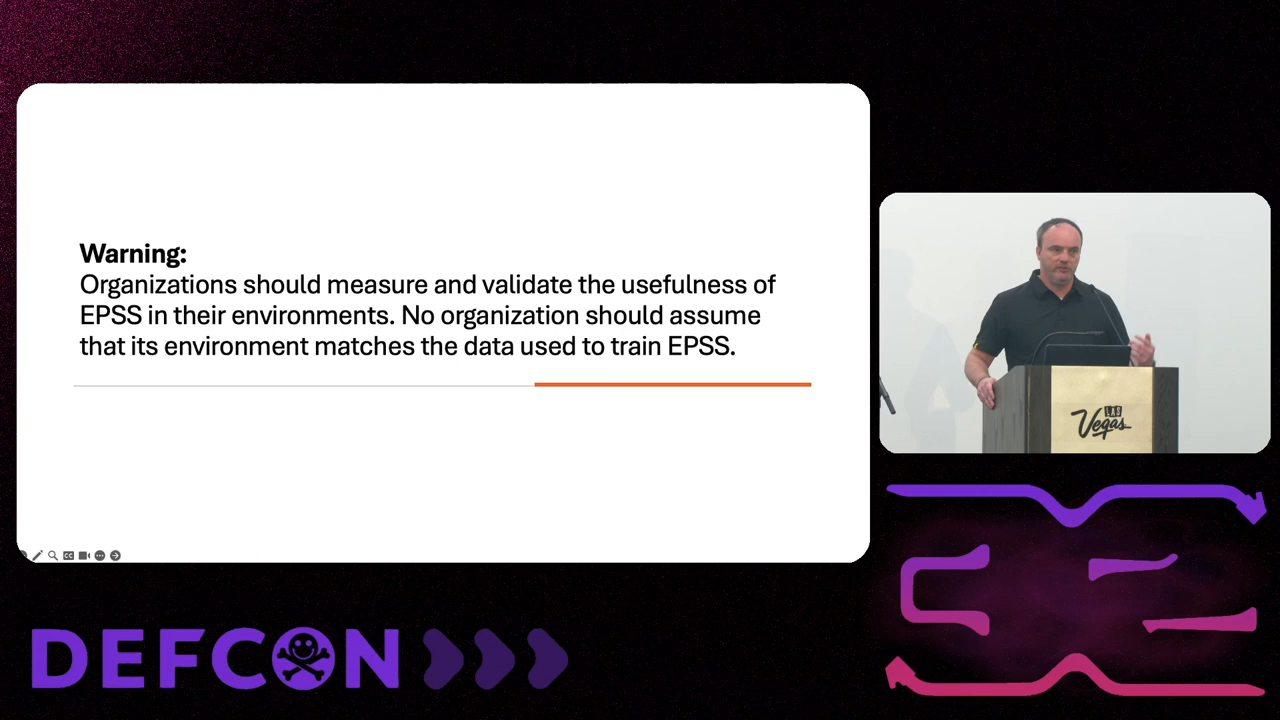 Warning:
Organizations should measure and validate the usefulness of
EPSS in their environments. No organization should assume
that its environment matches the data used to train EPSS.
LAS
Vegas
DEFCON